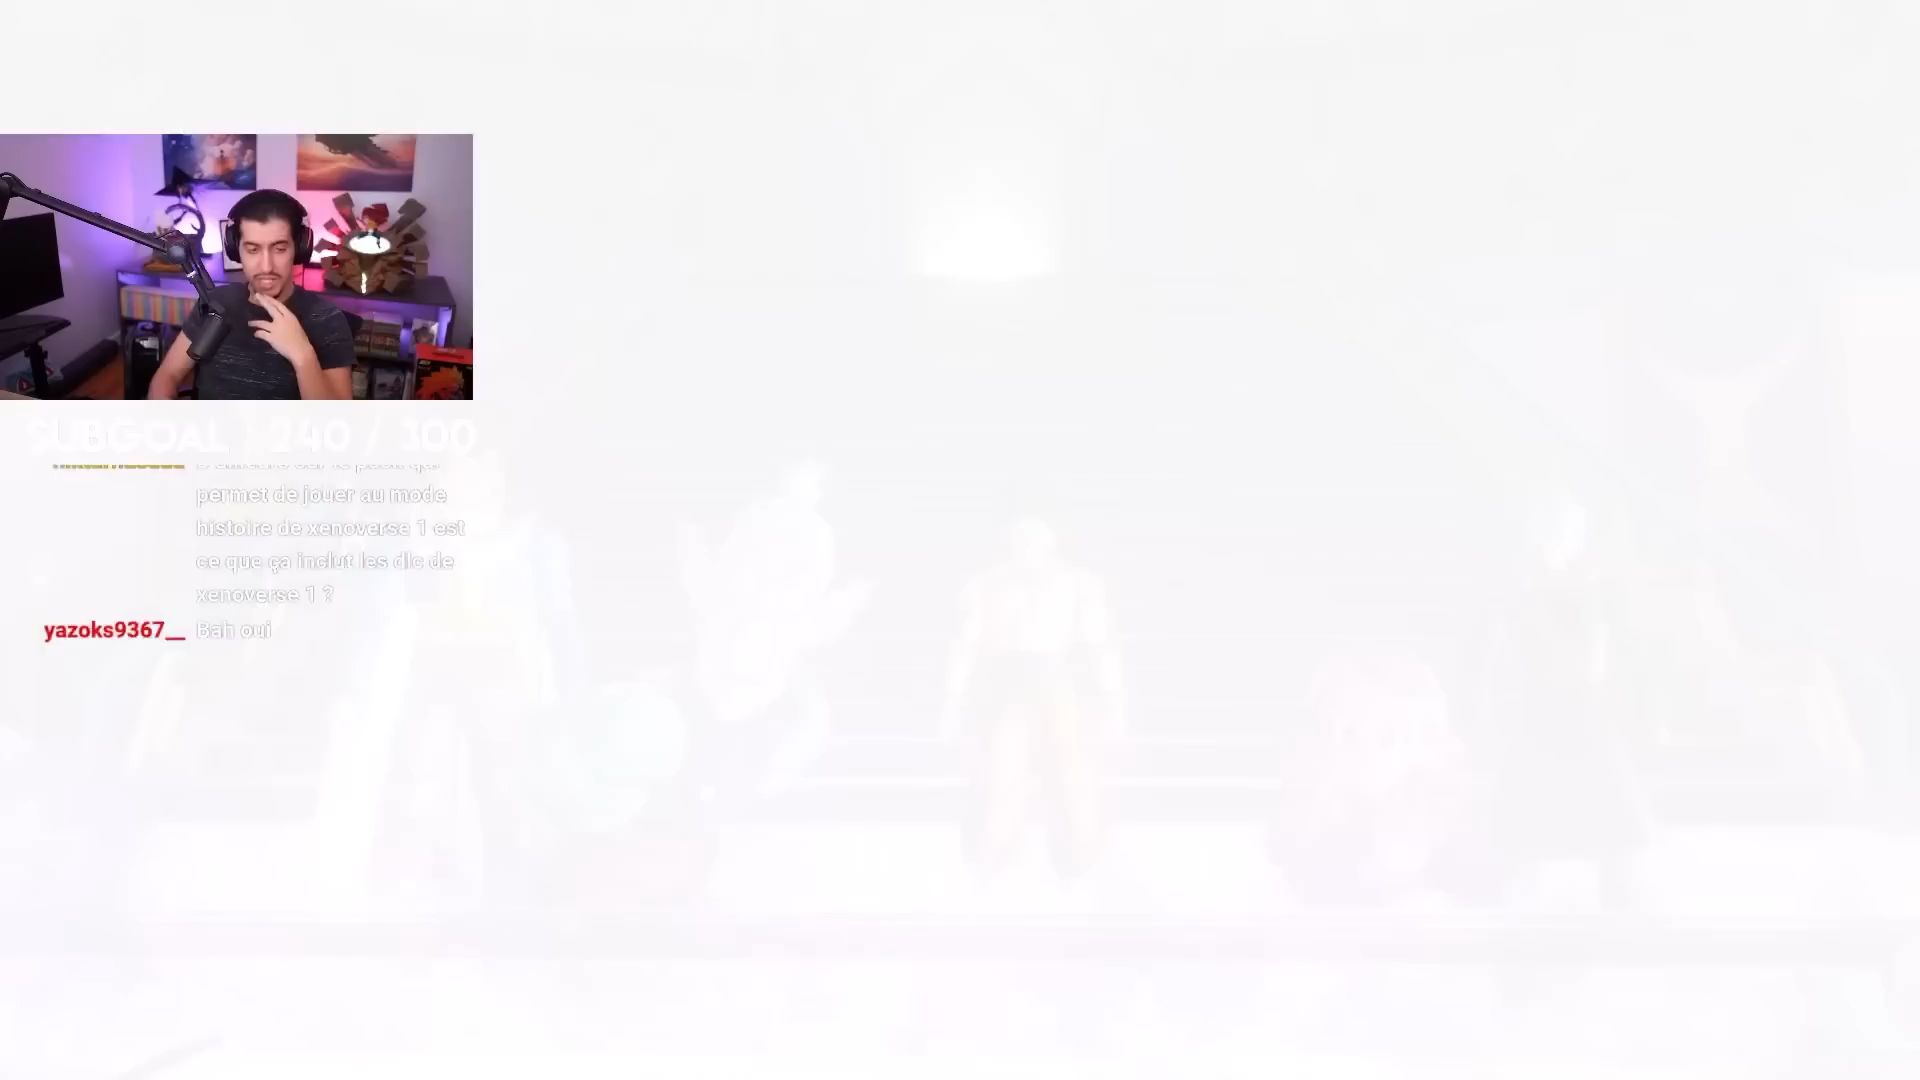 SUBGOAL : 240 / 300
permet de jouer au mode
histoire de xenoverse 1 est
ce que ça inclut les dlc de
xenoverse 1 ?
yazoks9367__ Bah oui